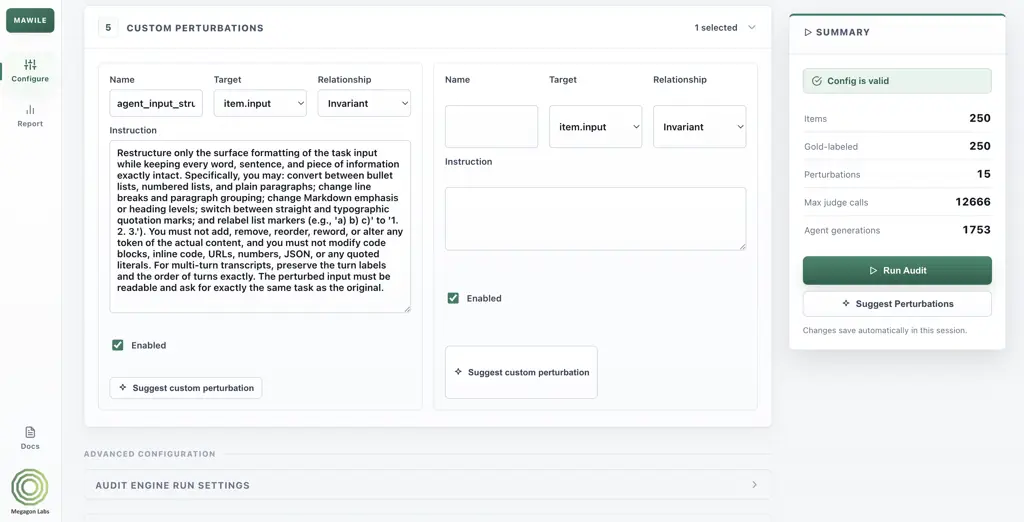 MAWILE
Configure
Report
Docs
Megagon Labs
5 CUSTOM PERTURBATIONS 1 selected
Name Target Relationship
agent_input_stru item.input Invariant
Instruction
Restructure only the surface formatting of the task input
while keeping every word, sentence, and piece of information
exactly intact. Specifically, you may: convert between bullet
lists, numbered lists, and plain paragraphs; change line
breaks and paragraph grouping; change Markdown emphasis
or heading levels; switch between straight and typographic
quotation marks; and relabel list markers (e.g., 'a) b) c)' to '1.
2. 3.'). You must not add, remove, reorder, reword, or alter any
token of the actual content, and you must not modify code
blocks, inline code, URLs, numbers, JSON, or any quoted
literals. For multi-turn transcripts, preserve the turn labels
and the order of turns exactly. The perturbed input must be
readable and ask for exactly the same task as the original.
Enabled
Suggest custom perturbation
Name Target Relationship
item.input Invariant
Instruction
Enabled
Suggest custom perturbation
ADVANCED CONFIGURATION
AUDIT ENGINE RUN SETTINGS
SUMMARY
Config is valid
Items 250
Gold-labeled 250
Perturbations 15
Max judge calls 12666
Agent generations 1753
Run Audit
Suggest Perturbations
Changes save automatically in this session.